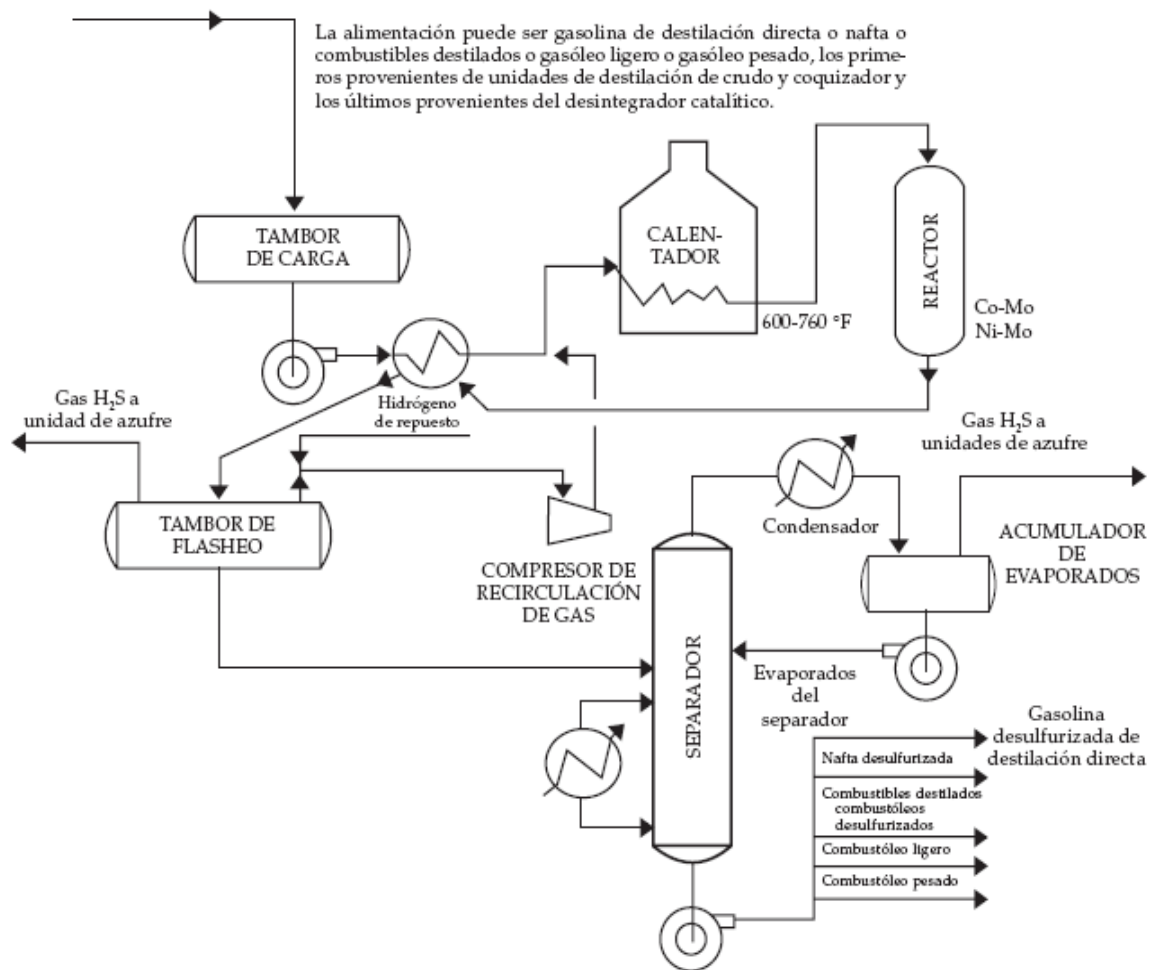 La alimentación puede ser gasolina de destilación directa o nafta o
combustibles destilados o gasóleo ligero o gasóleo pesado, los prime-
ros provenientes de unidades de destilación de crudo y coquizador y
los últimos provenientes del desintegrador catalítico.
TAMBOR
DE CARGA
CALEN-
TADOR
REACTOR
600-760 °F
Co-Mo
Ni-Mo
Gas H₂S a
unidad de azufre
Hidrógeno
de repuesto
Gas H₂S a
unidades de azufre
TAMBOR DE
FLASHEO
Condensador
ACUMULADOR
DE
EVAPORADOS
COMPRESOR DE
RECIRCULACIÓN
DE GAS
SEPARADOR
Evaporados
del
separador
Gasolina
desulfurizada de
destilación directa
Nafta desulfurizada
Combustibles destilados
combustóleos
desulfurizados
Combustóleo ligero
Combustóleo pesado